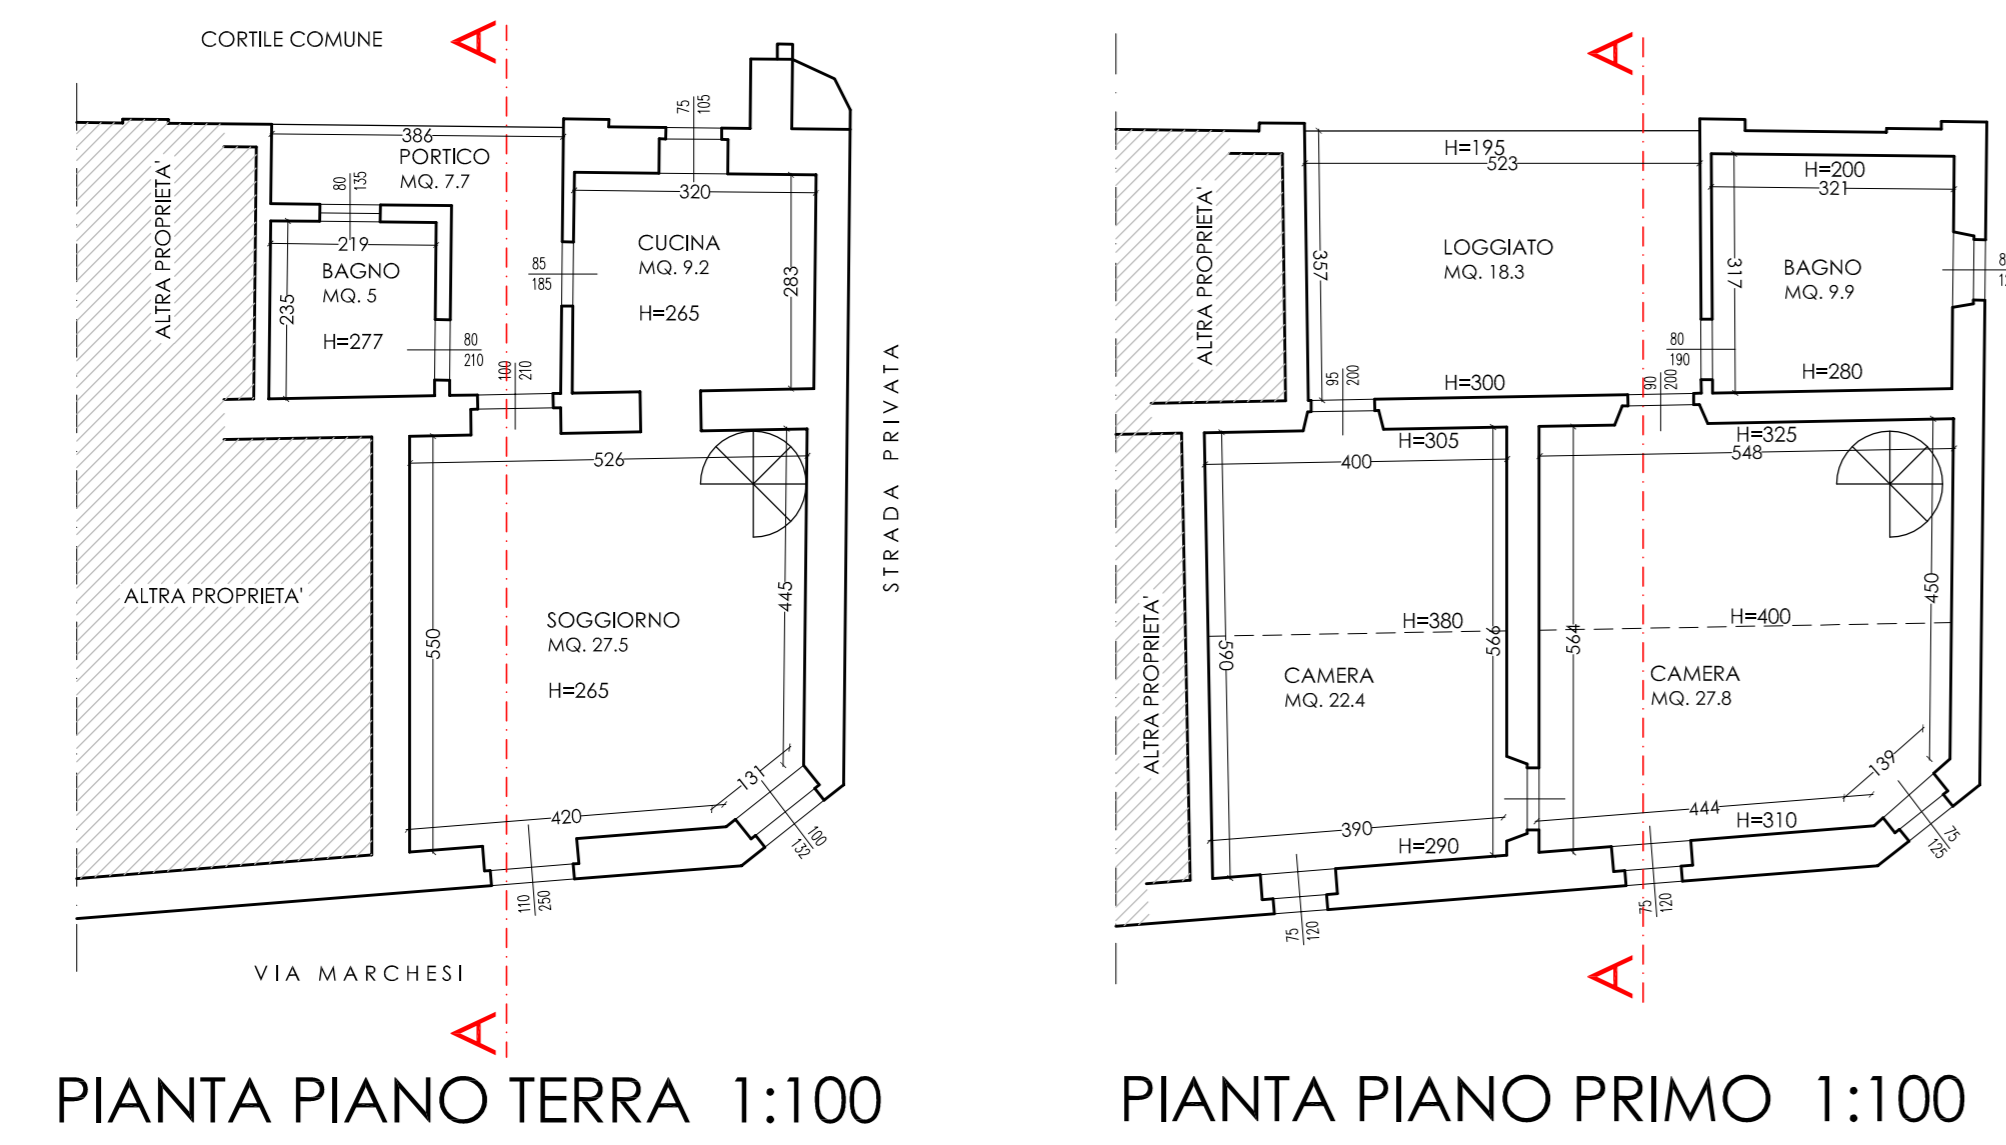 CORTILE COMUNE
A
386
PORTICO
MQ. 7.7
75
105
80
135
320
ALTRA PROPRIETA'
219
BAGNO
MQ. 5
H=277
235
CUCINA
MQ. 9.2
H=265
283
85
185
80
210
100
210
526
STRADA PRIVATA
ALTRA PROPRIETA'
550
SOGGIORNO
MQ. 27.5
H=265
445
131
420
100
132
110
250
VIA MARCHESI
A
PIANTA PIANO TERRA 1:100
A
H=195
523
H=200
321
ALTRA PROPRIETA'
357
LOGGIATO
MQ. 18.3
317
BAGNO
MQ. 9.9
80
190
H=300
H=280
95
200
90
200
H=305
400
H=325
548
ALTRA PROPRIETA'
590
H=380
566
564
H=400
450
CAMERA
MQ. 22.4
CAMERA
MQ. 27.8
139
390
H=290
444
H=310
75
125
75
120
75
120
A
PIANTA PIANO PRIMO 1:100